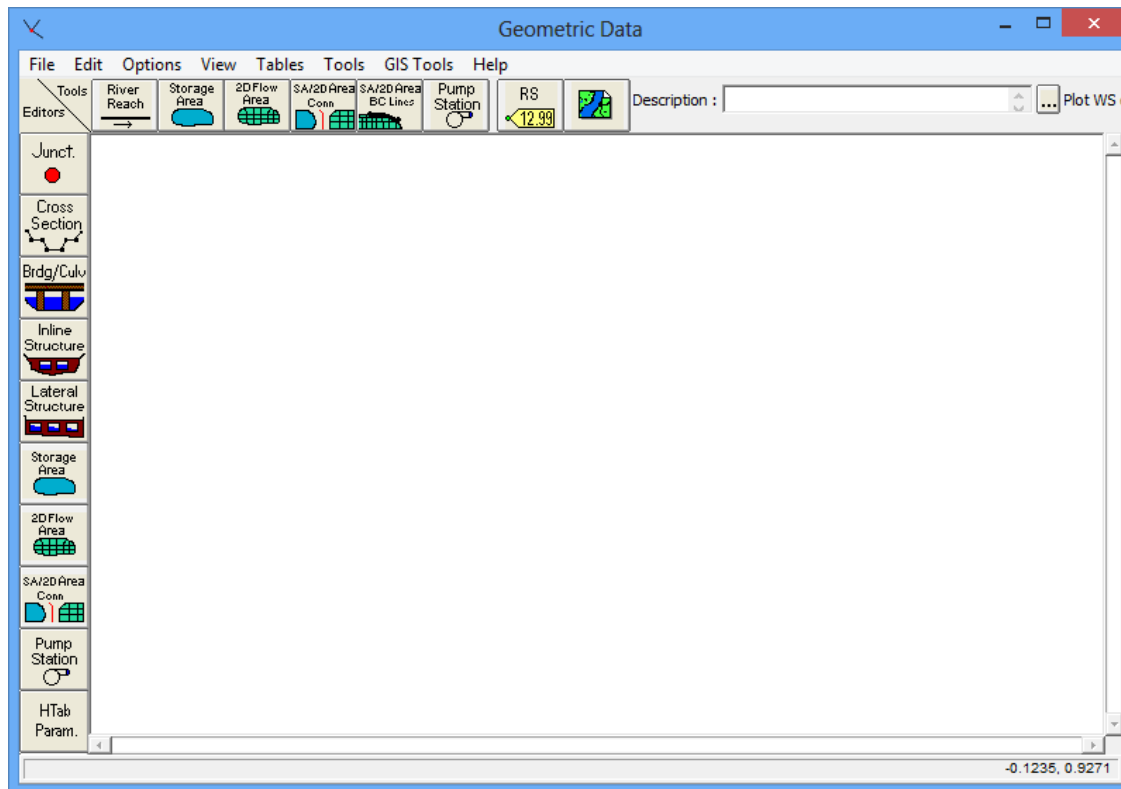 Geometric Data
File Edit Options View Tables Tools GIS Tools Help
Tools
Editors
River
Reach
Storage
Area
2D Flow
Area
SA/2D Area
Conn
SA/2D Area
BC Lines
Pump
Station
RS
12.99
Description :
...
Plot WS
Junct.
Cross
Section
Brdg/Culv
Inline
Structure
Lateral
Structure
Storage
Area
2D Flow
Area
SA/2D Area
Conn
Pump
Station
HTab
Param.
-0.1235, 0.9271